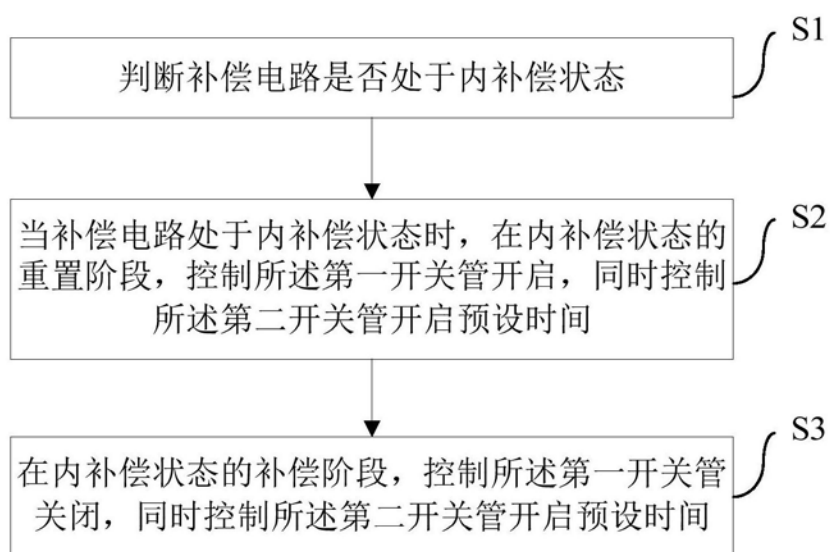 S1
判断补偿电路是否处于内补偿状态
S2
当补偿电路处于内补偿状态时，在内补偿状态的
重置阶段，控制所述第一开关管开启，同时控制
所述第二开关管开启预设时间
S3
在内补偿状态的补偿阶段，控制所述第一开关管
关闭，同时控制所述第二开关管开启预设时间